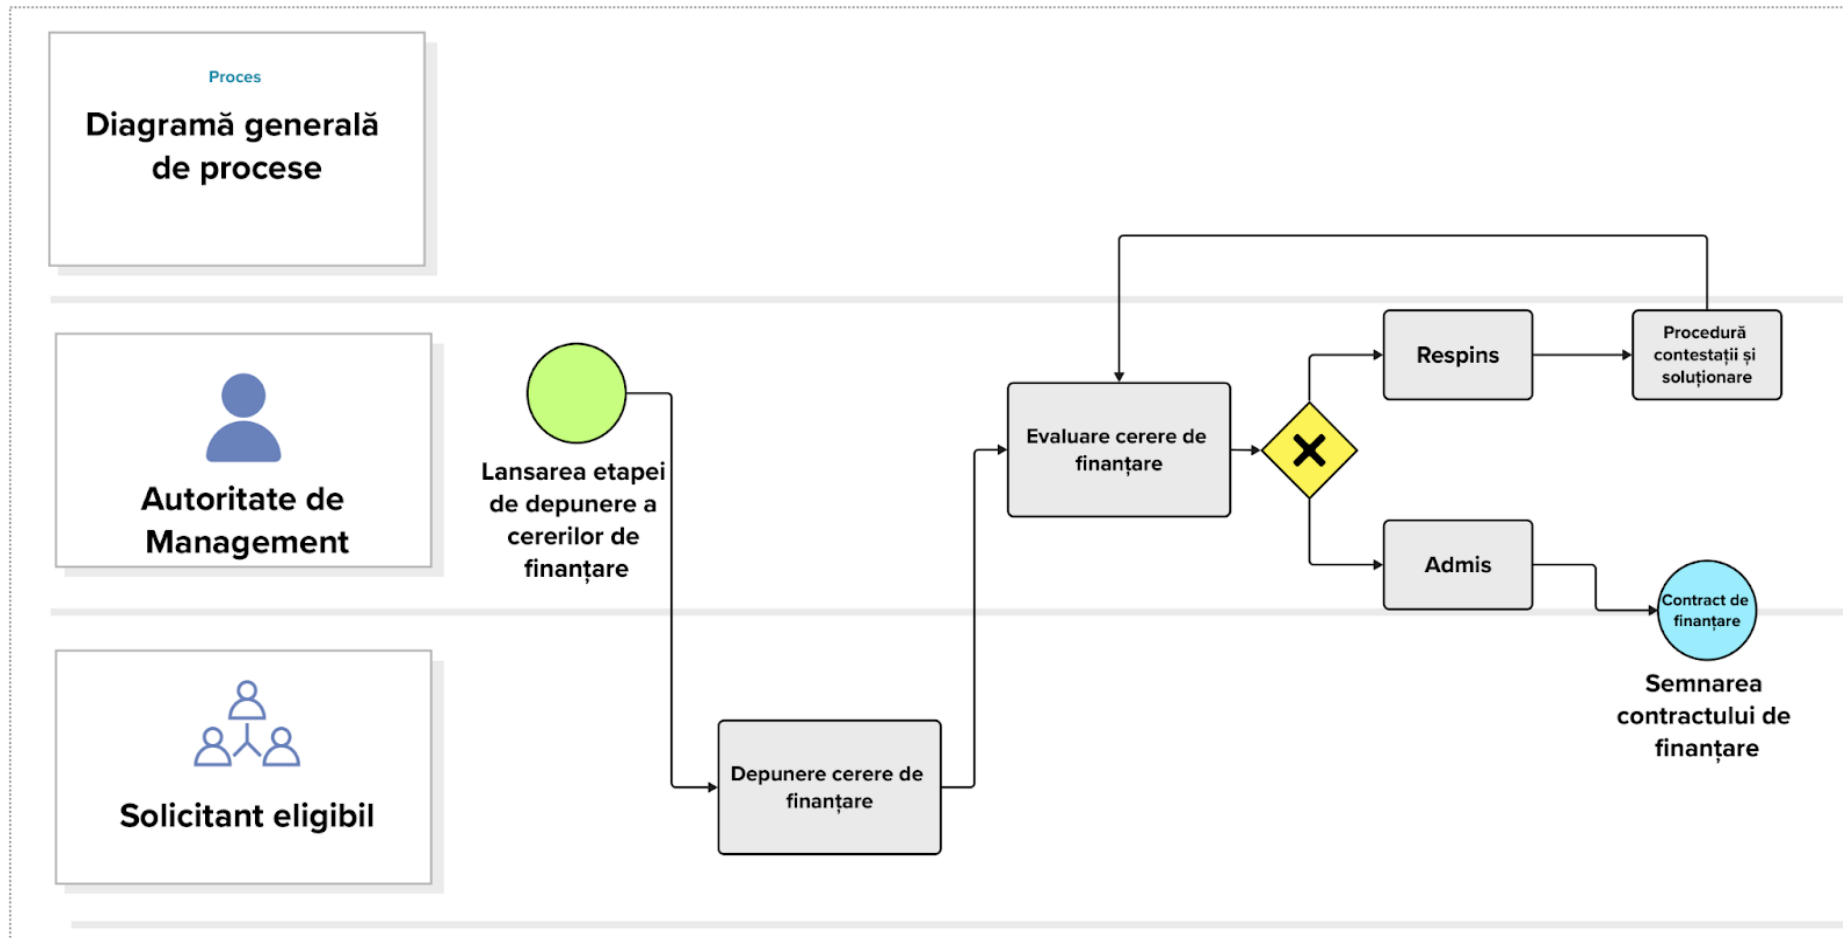 Proces
Diagramă generală
de procese
Autoritate de
Management
Lansarea etapei
de depunere a
cererilor de
finanțare
Evaluare cerere de
finanțare
Respins
Procedură
contestații și
soluționare
Admis
Contract de
finanțare
Semnarea
contractului de
finanțare
Solicitant eligibil
Depunere cerere de
finanțare